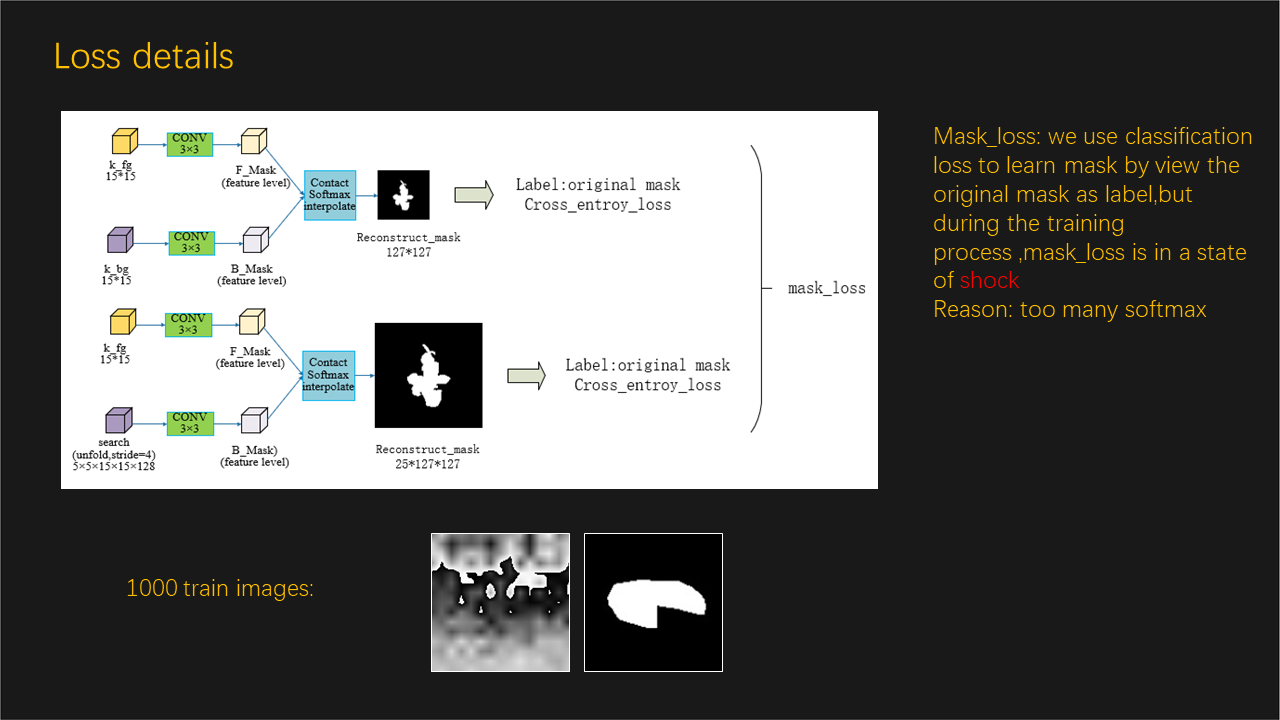 Loss details
CONV
3×3
k_fg
15*15
F_Mask
(feature level)
Contact
Softmax
interpolate
Reconstruct_mask
127*127
Label:original mask
Cross_entroy_loss
CONV
3×3
k_bg
15*15
B_Mask
(feature level)
CONV
3×3
k_fg
15*15
F_Mask
(feature level)
Contact
Softmax
interpolate
Reconstruct_mask
25*127*127
Label:original mask
Cross_entroy_loss
CONV
3×3
search
(unfold,stride=4)
5×5×15×15×128
B_Mask)
(feature level)
mask_loss
Mask_loss: we use classification
loss to learn mask by view the
original mask as label,but
during the training
process ,mask_loss is in a state
of shock
Reason: too many softmax
1000 train images: